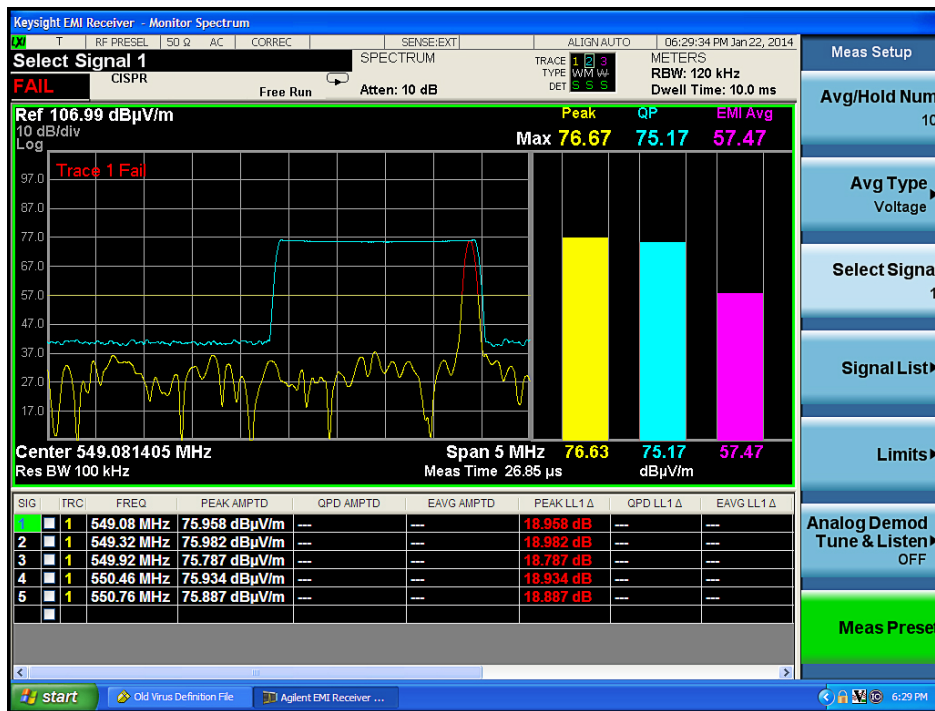 Keysight EMI Receiver - Monitor Spectrum
LXI T RF PRESEL 50 Ω AC CORREC SENSE:EXT ALIGN AUTO 06:29:34 PM Jan 22, 2014
Select Signal 1 SPECTRUM TRACE 1 2 3 METERS
TYPE WMW RBW: 120 kHz
FAIL CISPR Free Run Atten: 10 dB DET S S S Dwell Time: 10.0 ms
Ref 106.99 dBµV/m Peak QP EMI Avg
10 dB/div
Log Max 76.67 75.17 57.47
97.0 Trace 1 Fail
87.0
77.0
67.0
57.0
47.0
37.0
27.0
17.0
Center 549.081405 MHz Span 5 MHz 76.63 75.17 57.47
Res BW 100 kHz Meas Time 26.85 µs dBµV/m
SIG TRC FREQ PEAK AMPTD QPD AMPTD EAVG AMPTD PEAK LL1 Δ QPD LL1 Δ EAVG LL1 Δ
1 1 549.08 MHz 75.958 dBµV/m --- --- 18.958 dB --- ---
2 1 549.32 MHz 75.982 dBµV/m --- --- 18.982 dB --- ---
3 1 549.92 MHz 75.787 dBµV/m --- --- 18.787 dB --- ---
4 1 550.46 MHz 75.934 dBµV/m --- --- 18.934 dB --- ---
5 1 550.76 MHz 75.887 dBµV/m --- --- 18.887 dB --- ---
Meas Setup
Avg/Hold Num
10
Avg Type
Voltage
Select Signa
1
Signal List
Limits
Analog Demod
Tune & Listen
OFF
Meas Prese
start Old Virus Definition File Agilent EMI Receiver ... 6:29 PM